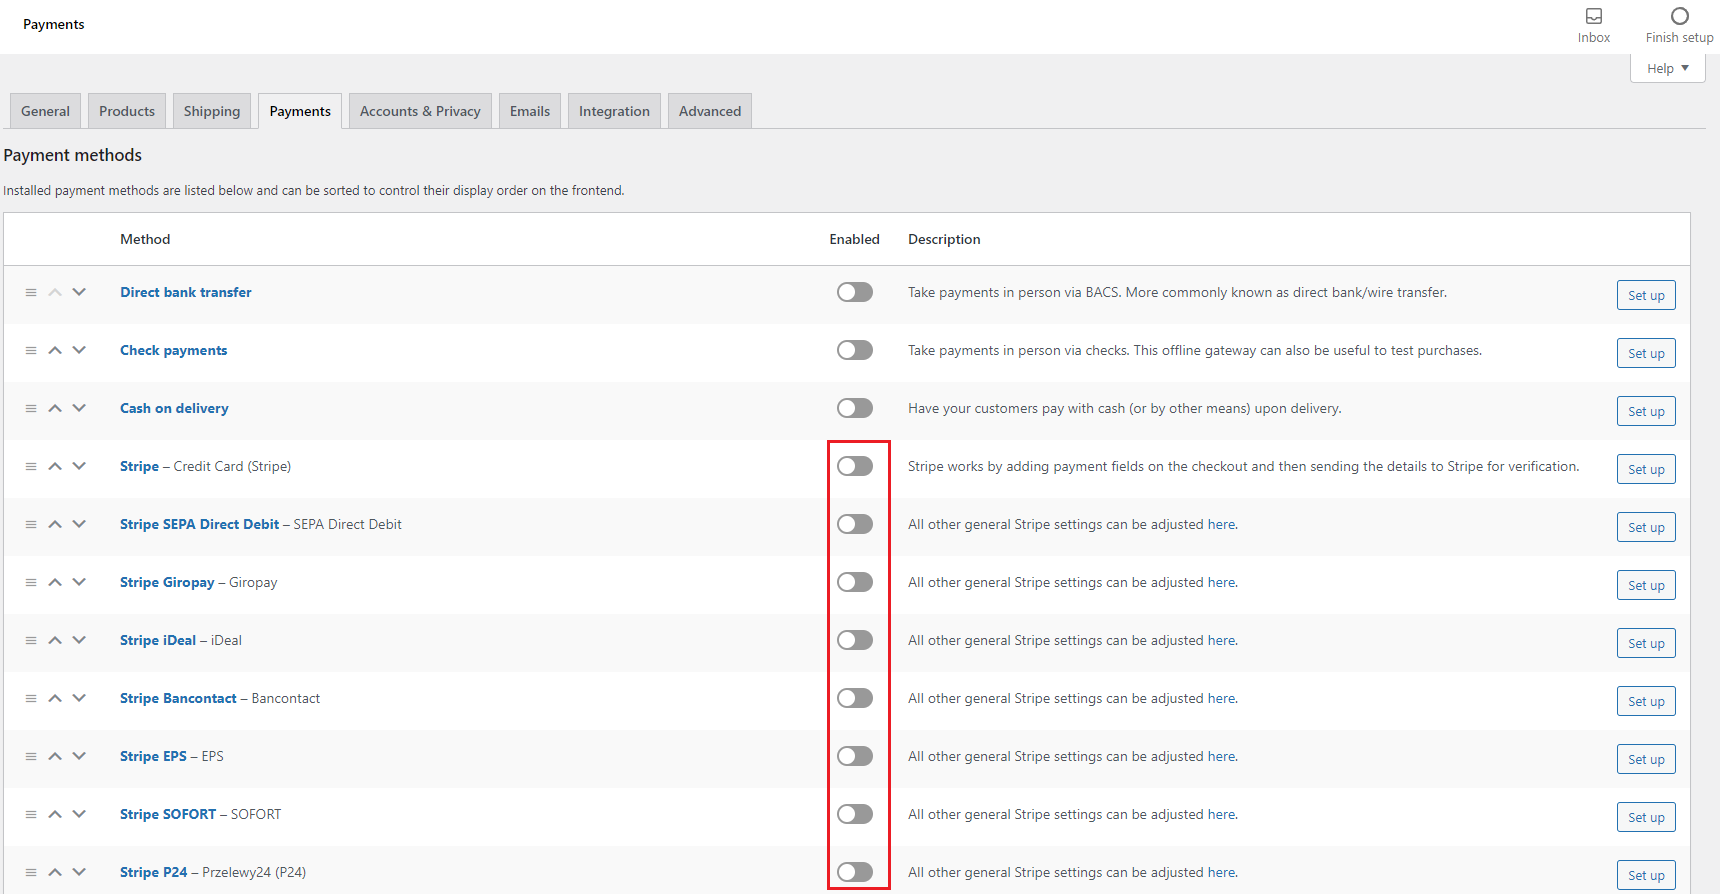 Payments
Inbox
Finish setup
Help
General Products Shipping Payments Accounts & Privacy Emails Integration Advanced
Payment methods
Installed payment methods are listed below and can be sorted to control their display order on the frontend.
Method Enabled Description
Direct bank transfer Take payments in person via BACS. More commonly known as direct bank/wire transfer. Set up
Check payments Take payments in person via checks. This offline gateway can also be useful to test purchases. Set up
Cash on delivery Have your customers pay with cash (or by other means) upon delivery. Set up
Stripe – Credit Card (Stripe) Stripe works by adding payment fields on the checkout and then sending the details to Stripe for verification. Set up
Stripe SEPA Direct Debit – SEPA Direct Debit All other general Stripe settings can be adjusted here. Set up
Stripe Giropay – Giropay All other general Stripe settings can be adjusted here. Set up
Stripe iDeal – iDeal All other general Stripe settings can be adjusted here. Set up
Stripe Bancontact – Bancontact All other general Stripe settings can be adjusted here. Set up
Stripe EPS – EPS All other general Stripe settings can be adjusted here. Set up
Stripe SOFORT – SOFORT All other general Stripe settings can be adjusted here. Set up
Stripe P24 – Przelewy24 (P24) All other general Stripe settings can be adjusted here. Set up